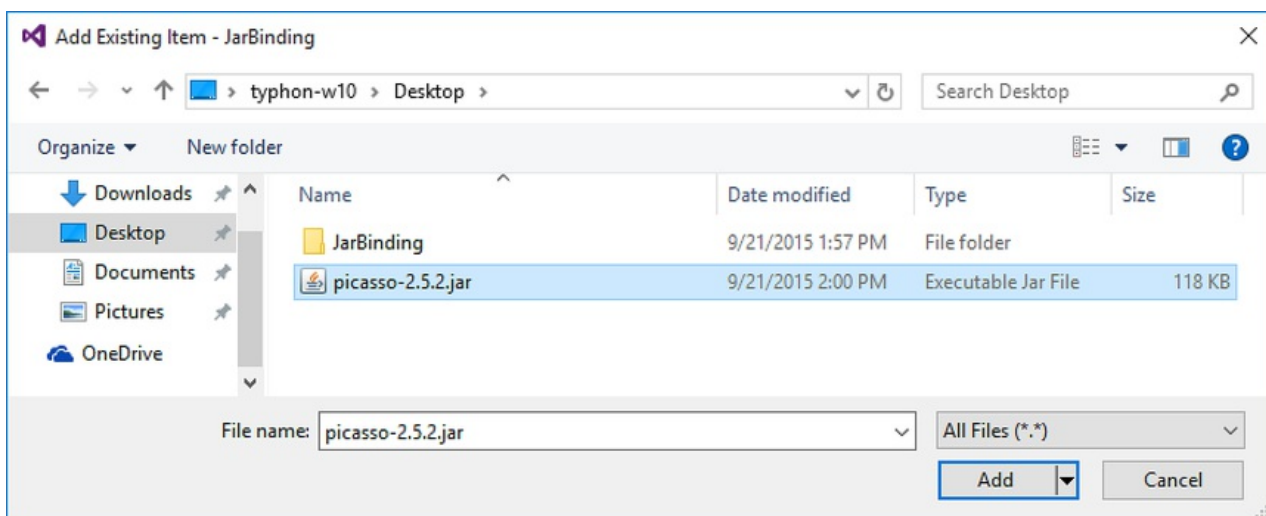 Add Existing Item - JarBinding
typhon-w10 Desktop
Search Desktop
Organize New folder
Downloads
Desktop
Documents
Pictures
OneDrive
Name Date modified Type Size
JarBinding 9/21/2015 1:57 PM File folder
picasso-2.5.2.jar 9/21/2015 2:00 PM Executable Jar File 118 KB
File name: picasso-2.5.2.jar All Files (*.*)
Add Cancel